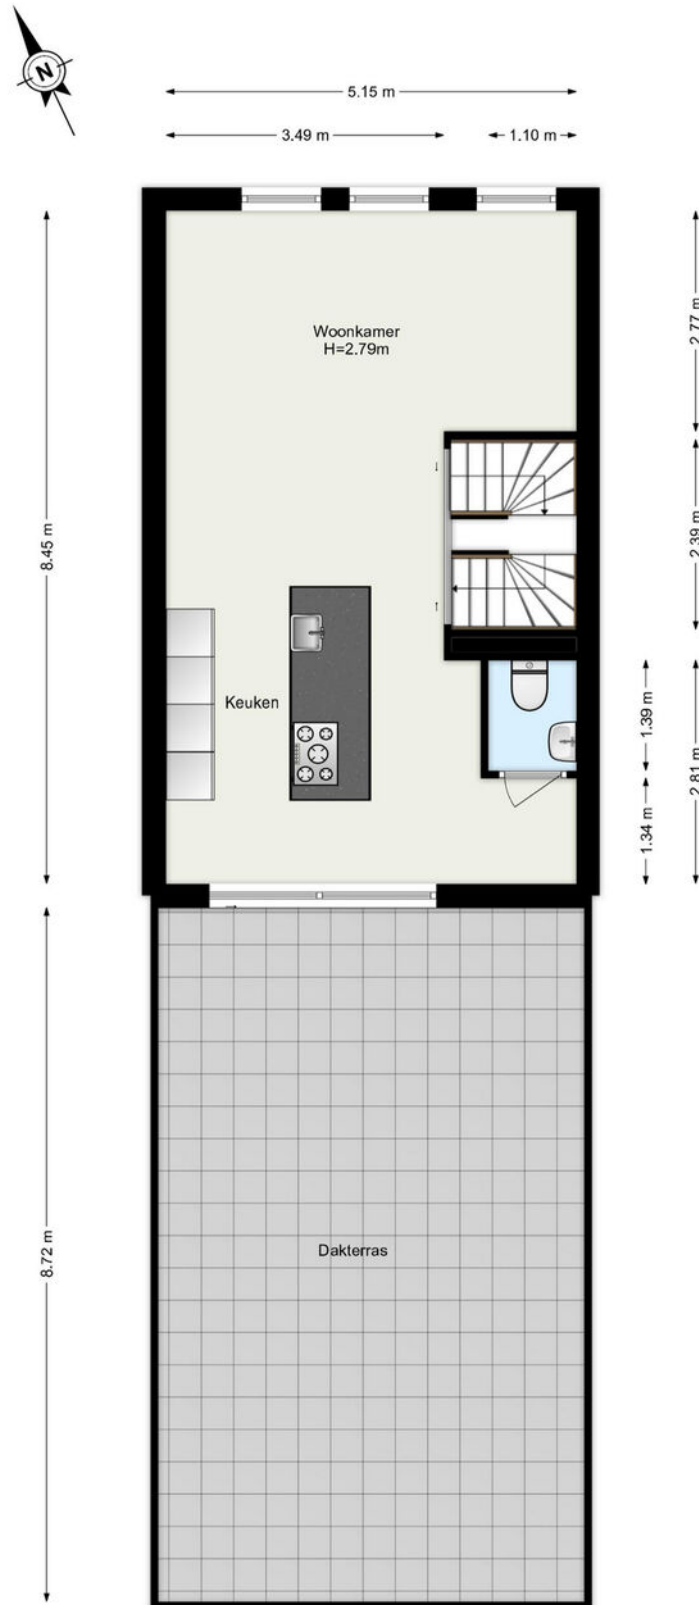 N
5.15 m
3.49 m
1.10 m
2.77 m
Woonkamer
H=2.79m
8.45 m
2.39 m
Keuken
1.39 m
2.81 m
1.34 m
8.72 m
Dakterras